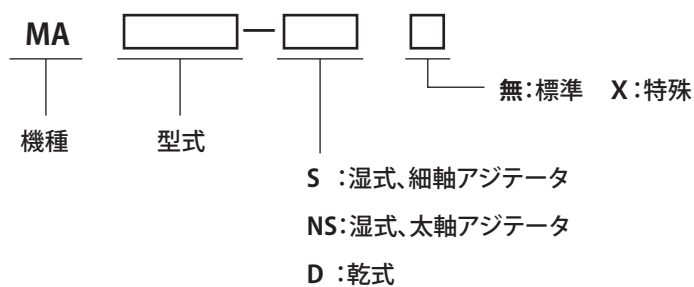 MA
無：標準 X：特殊
機種 型式
S ：湿式、細軸アジテータ
NS：湿式、太軸アジテータ
D ：乾式